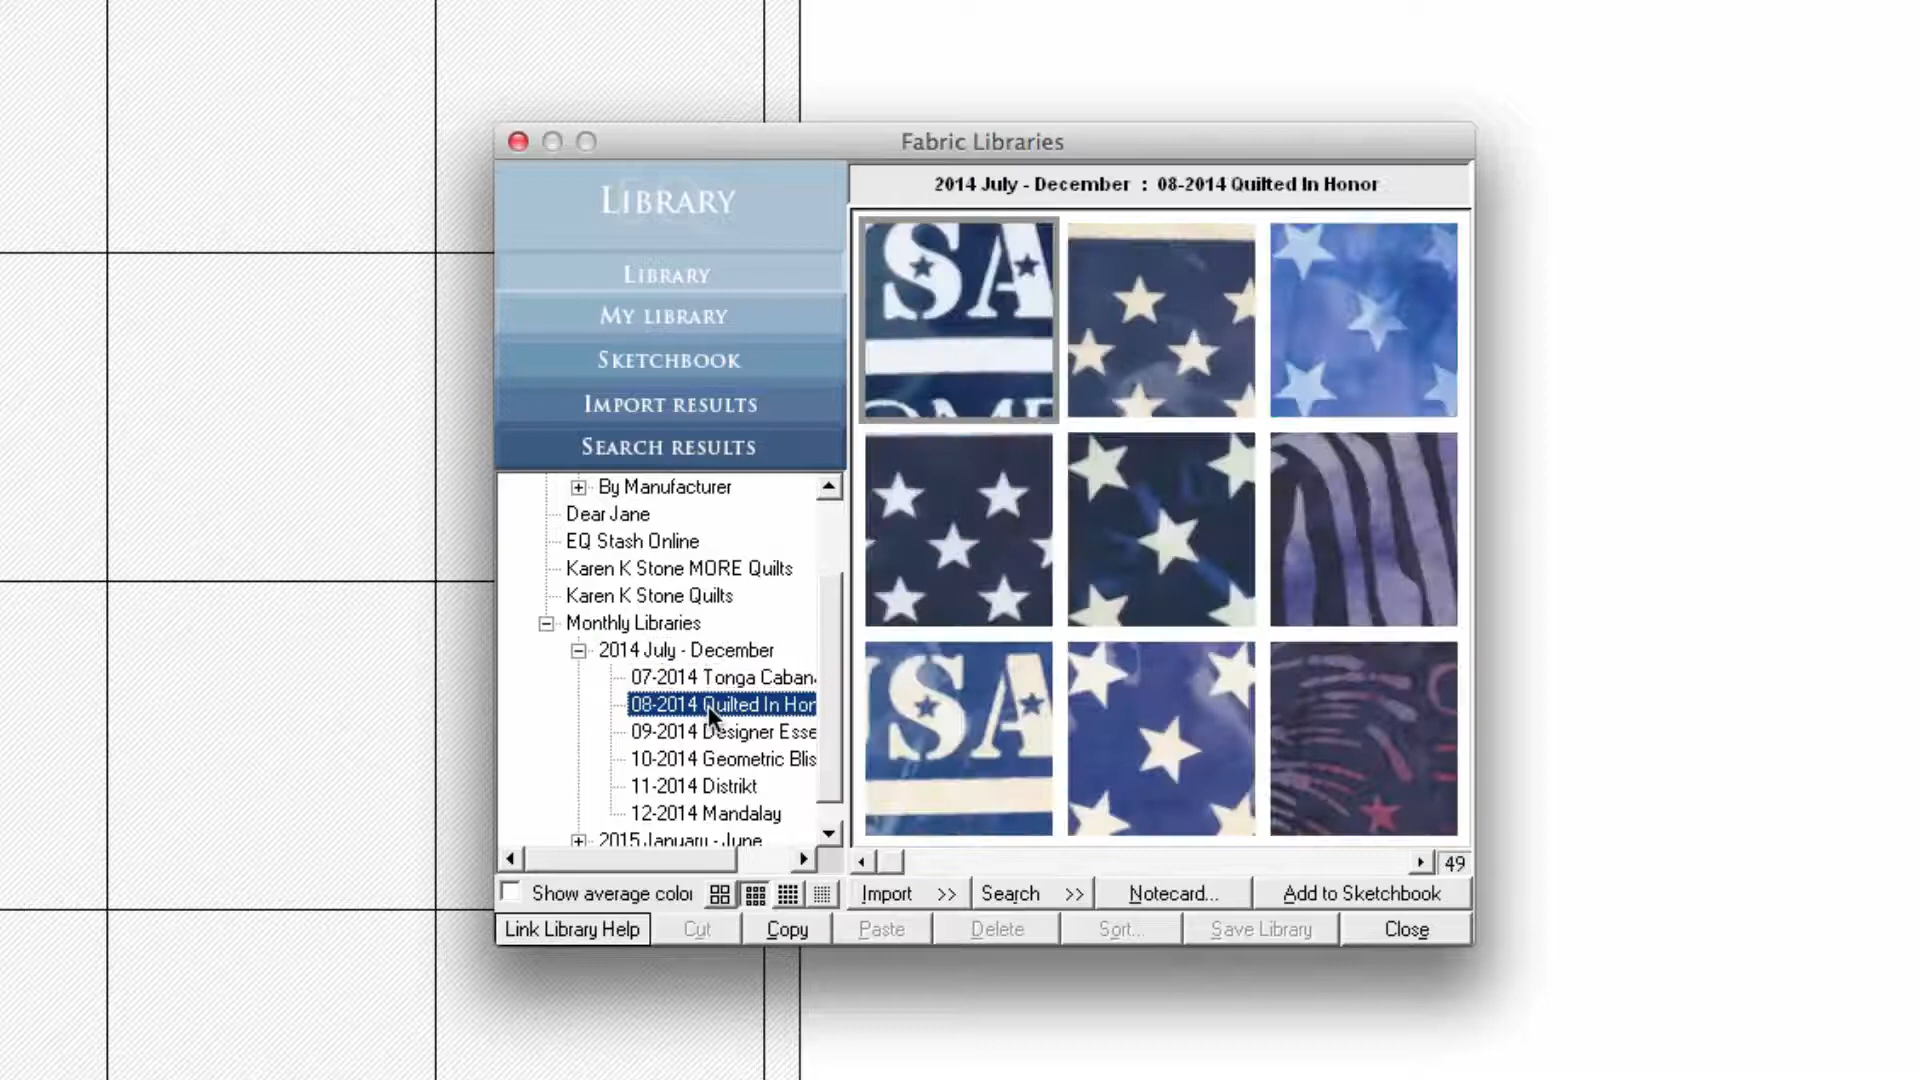 Fabric Libraries
LIBRARY
2014 July - December : 08-2014 Quilted In Honor
LIBRARY
MY LIBRARY
SKETCHBOOK
IMPORT RESULTS
SEARCH RESULTS
By Manufacturer
Dear Jane
EQ Stash Online
Karen K Stone MORE Quilts
Karen K Stone Quilts
Monthly Libraries
2014 July - December
07-2014 Tonga Caban
08-2014 Quilted In Hor
09-2014 Designer Esse
10-2014 Geometric Blis
11-2014 Distrikt
12-2014 Mandalay
2015 January - June
SA
USA
49
Show average color
Import >>
Search >>
Notecard...
Add to Sketchbook
Link Library Help
Cut
Copy
Paste
Delete
Sort...
Save Library
Close